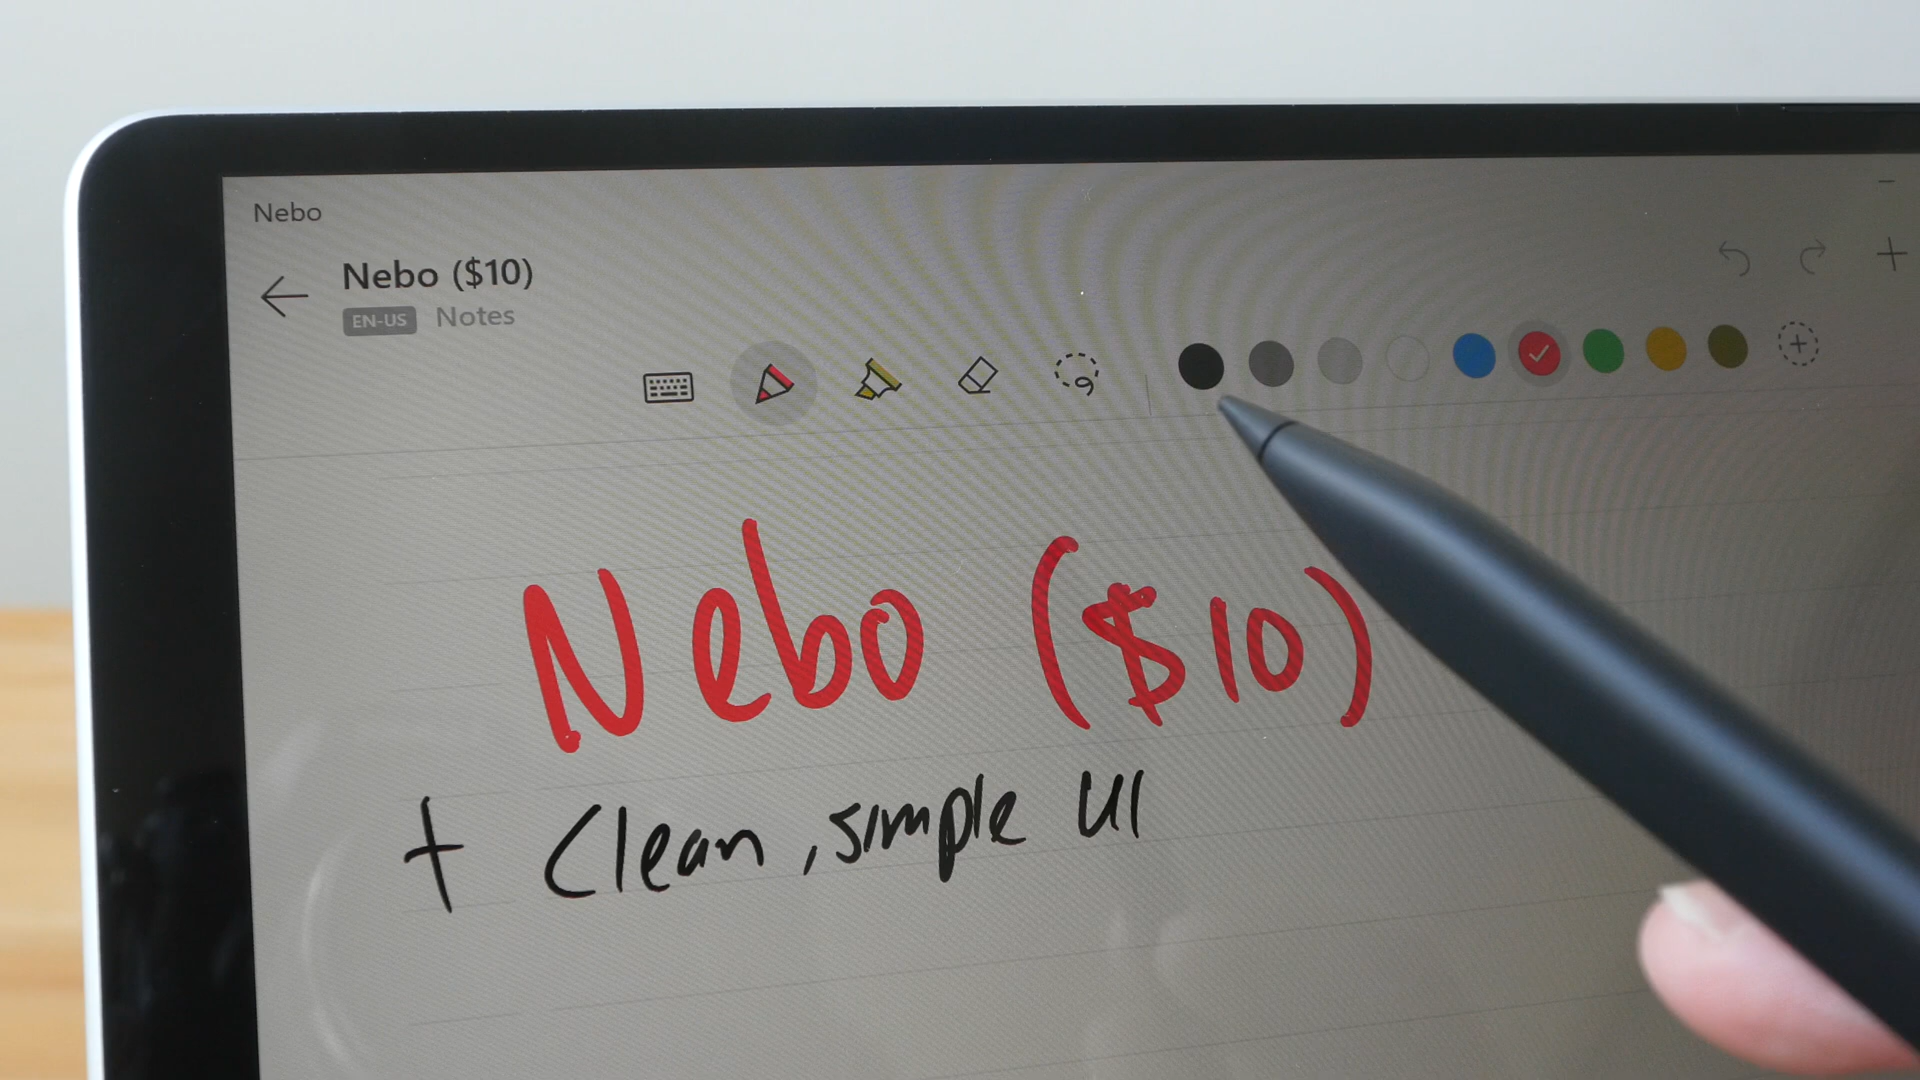 Nebo
Nebo ($10)
EN-US Notes
Nebo ($10)
+ Clean, simple UI